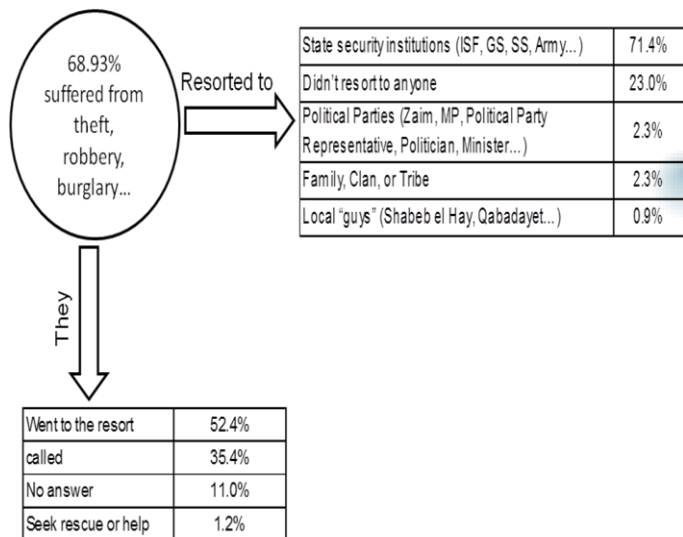 68.93%
suffered from
theft,
robbery,
burglary...
Resorted to
State security institutions (ISF, GS, SS, Army...) 71.4%
Didn't resort to anyone 23.0%
Political Parties (Zaim, MP, Political Party
Representative, Politician, Minister...) 2.3%
Family, Clan, or Tribe 2.3%
Local "guys" (Shabeb el Hay, Qabadayet...) 0.9%
They
Went to the resort 52.4%
called 35.4%
No answer 11.0%
Seek rescue or help 1.2%